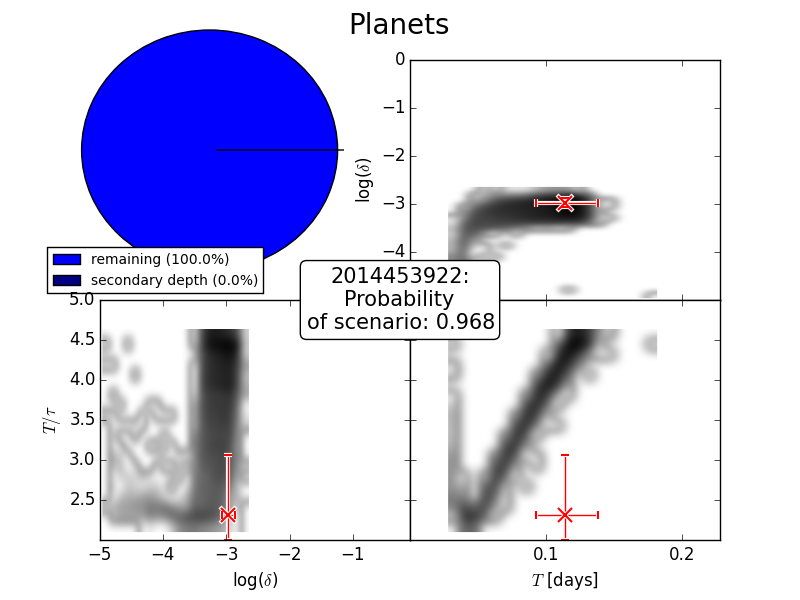 Planets
0
−1
−2
−3
−4
log(δ)
remaining (100.0%)
secondary depth (0.0%)
2014453922:
Probability
of scenario: 0.968
5.0
4.5
4.0
3.5
3.0
2.5
T/τ
−5 −4 −3 −2 −1
log(δ)
0.1 0.2
T [days]